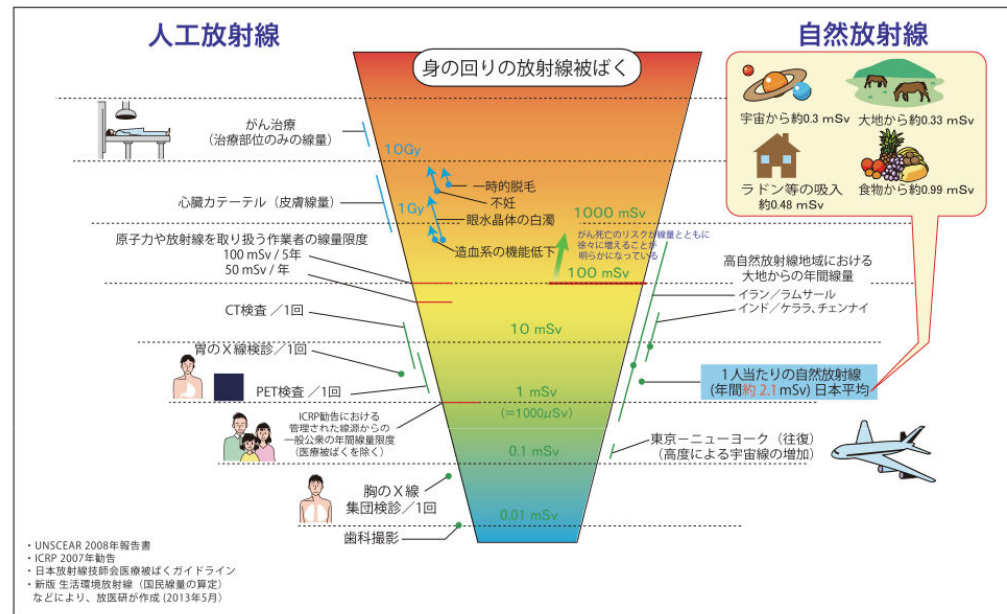 人工放射線
自然放射線
身の回りの放射線被ばく
宇宙から約0.3 mSv
大地から約0.33 mSv
ラドン等の吸入
約0.48 mSv
食物から約0.99 mSv
がん治療
(治療部位のみの線量)
10Gy
心臓カテーテル(皮膚線量)
1Gy
一時的脱毛
不妊
眼水晶体の白濁
造血系の機能低下
1000 mSv
がん死亡のリスクが線量とともに
徐々に増えることが
明らかになっている
100 mSv
原子力や放射線を取り扱う作業者の線量限度
100 mSv / 5年
50 mSv / 年
高自然放射線地域における
大地からの年間線量
イラン/ラムサール
インド/ケララ、チェンナイ
CT検査 /1回
10 mSv
胃のX線検診/1回
PET検査 /1回
1 mSv
(=1000μSv)
1人当たりの自然放射線
(年間約 2.1mSv) 日本平均
ICRP勧告における
管理された線源からの
一般公衆の年間線量限度
(医療被ばくを除く)
0.1 mSv
東京ーニューヨーク(往復)
(高度による宇宙線の増加)
胸のX線
集団検診/1回
0.01 mSv
歯科撮影
・UNSCEAR 2008年報告書
・ICRP 2007年勧告
・日本放射線技師会医療被ばくガイドライン
・新版 生活環境放射線(国民線量の算定)
などにより、放医研が作成 (2013年5月)